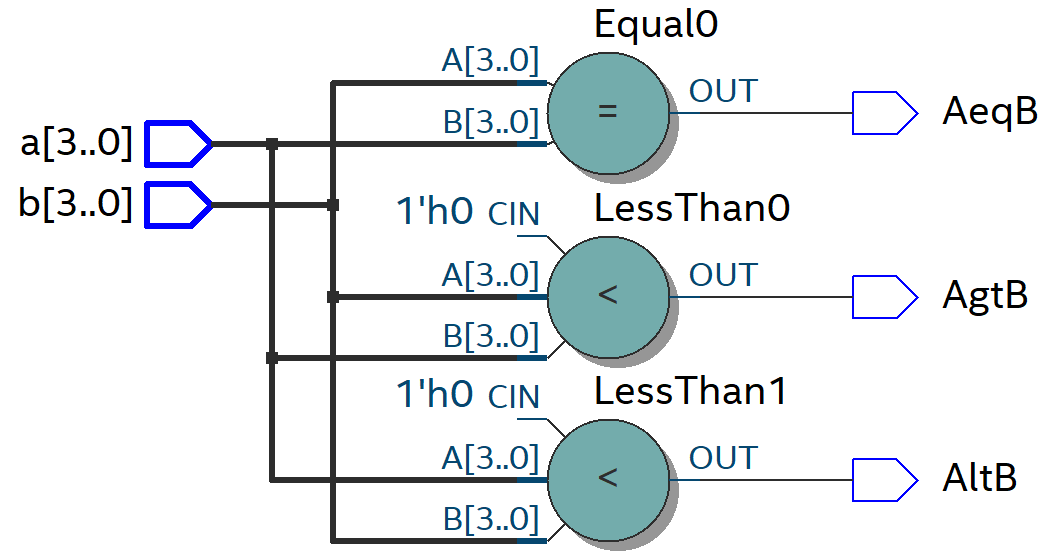 Equal0
A[3..0]
OUT
=
AeqB
B[3..0]
a[3..0]
b[3..0]
LessThan0
1'h0 CIN
A[3..0]
OUT
<
AgtB
B[3..0]
LessThan1
1'h0 CIN
A[3..0]
OUT
<
AltB
B[3..0]